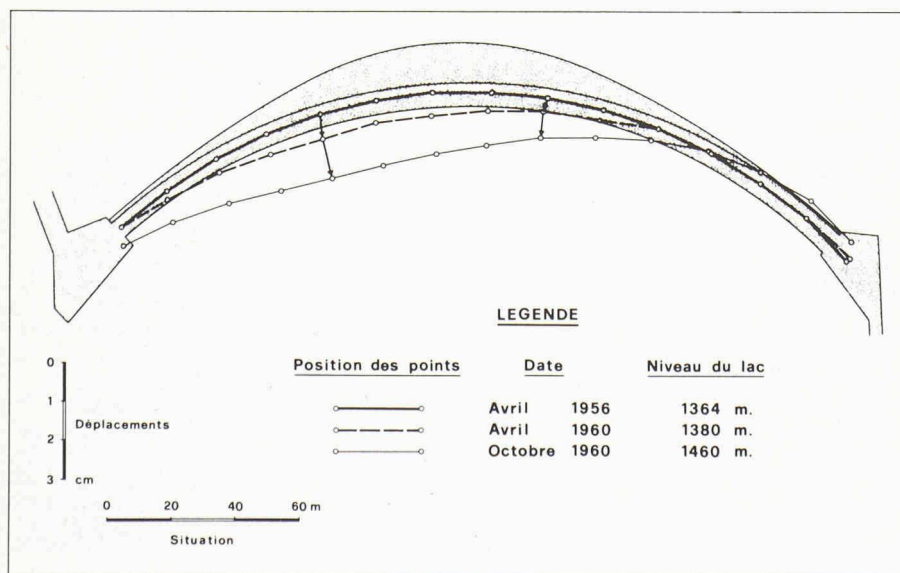 LEGENDE
Position des points Date Niveau du lac
Avril 1956 1364 m.
Avril 1960 1380 m.
Octobre 1960 1460 m.
0
1
Déplacements
2
3 cm
0 20 40 60 m
Situation